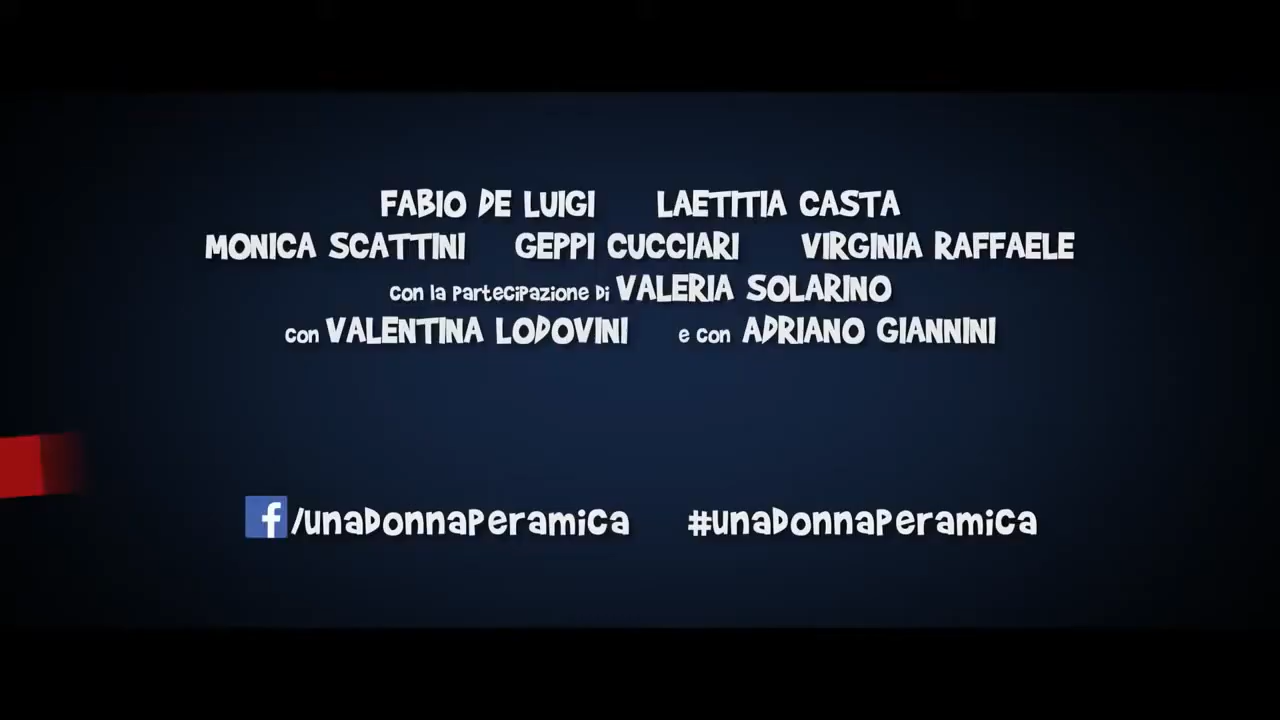 FABIO DE LUIGI LAETITIA CASTA
MONICA SCATTINI GEPPI CUCCIARI VIRGINIA RAFFAELE
con la partecipazione di VALERIA SOLARINO
con VALENTINA LODOVINI e con ADRIANO GIANNINI
f/unadonnaperamica #unadonnaperamica